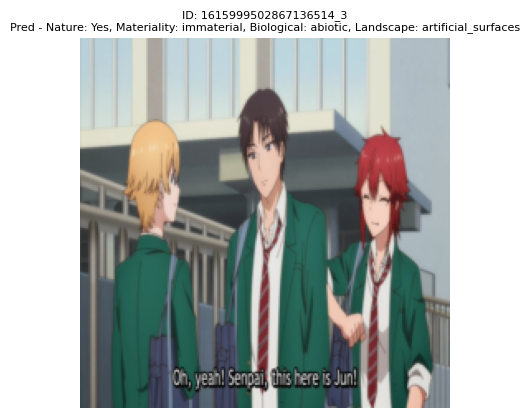 ID: 1615999502867136514_3
Pred - Nature: Yes, Materiality: immaterial, Biological: abiotic, Landscape: artificial_surfaces
Oh, yeah! Senpai, this here is Jun!